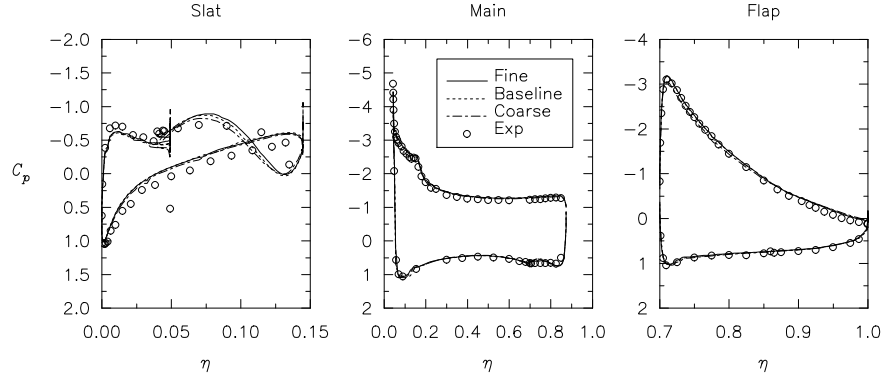 Slat Main Flap
−2.0 −6 −4
−1.5 −5 −3
−1.0 −4 −2
−0.5 −3 −1
0.0 −2 0
0.5 −1 1
1.0 0 2
1.5 1
2.0 2
Cp
Fine
Baseline
Coarse
Exp
0.00 0.05 0.10 0.15 0.0 0.2 0.4 0.6 0.8 1.0 0.7 0.8 0.9 1.0
η η η